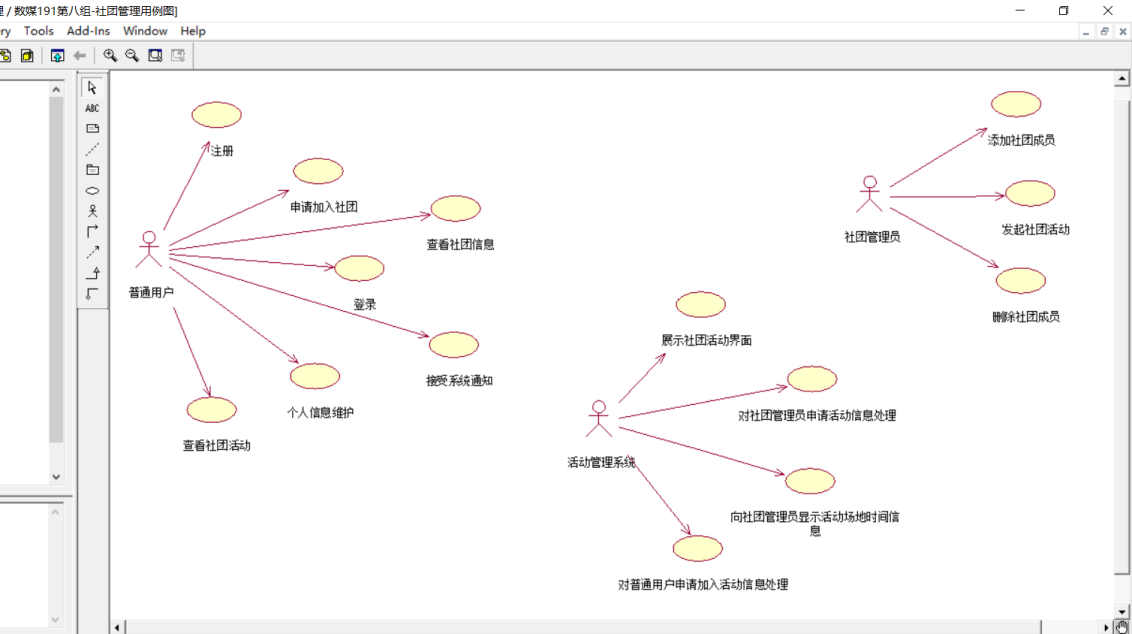 / 数媒191第八组-社团管理用例图]
ry Tools Add-Ins Window Help
ABC
注册
申请加入社团
查看社团信息
普通用户
登录
接受系统通知
个人信息维护
查看社团活动
添加社团成员
社团管理员
发起社团活动
删除社团成员
展示社团活动界面
对社团管理员申请活动信息处理
活动管理系统
向社团管理员显示活动场地时间信
息
对普通用户申请加入活动信息处理